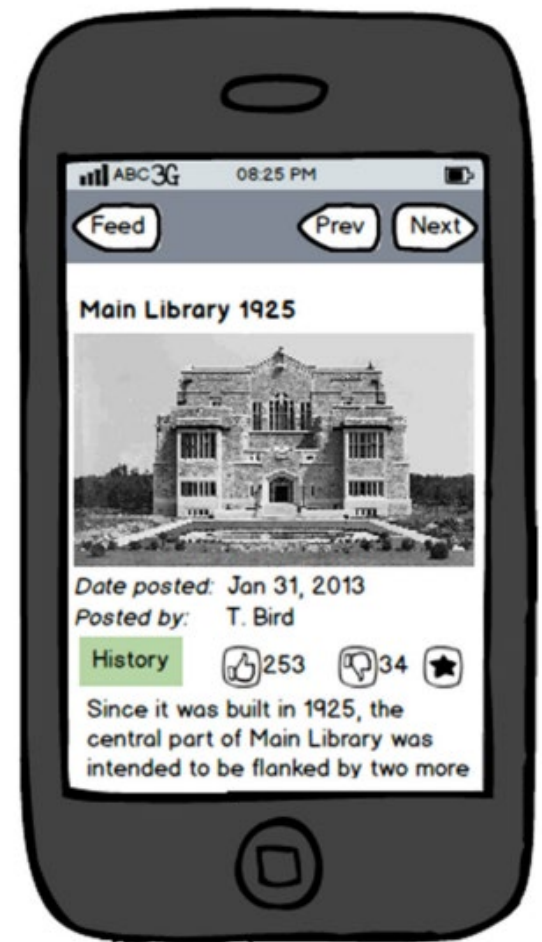 ABC 3G 08:25 PM
Feed Prev Next
Main Library 1925
Date posted: Jan 31, 2013
Posted by: T. Bird
History 253 34
Since it was built in 1925, the
central part of Main Library was
intended to be flanked by two more